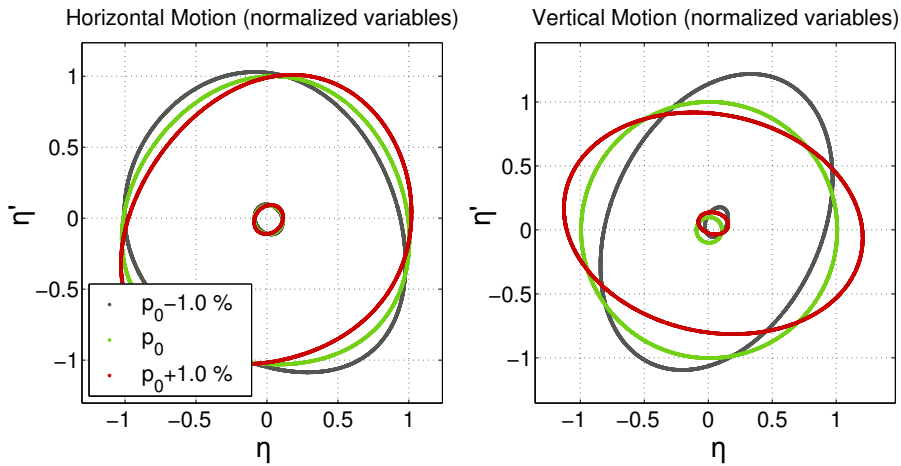 Horizontal Motion (normalized variables)
1
0.5
0
−0.5
−1
η'
p0−1.0 %
p0
p0+1.0 %
−1 −0.5 0 0.5 1
η
Vertical Motion (normalized variables)
1
0.5
0
−0.5
−1
η'
−1 −0.5 0 0.5 1
η